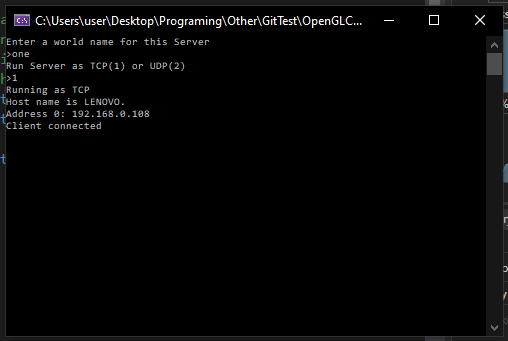 C:\Users\user\Desktop\Programing\Other\GitTest\OpenGLC...
Enter a world name for this Server
>one
Run Server as TCP(1) or UDP(2)
>1
Running as TCP
Host name is LENOVO.
Address 0: 192.168.0.108
Client connected